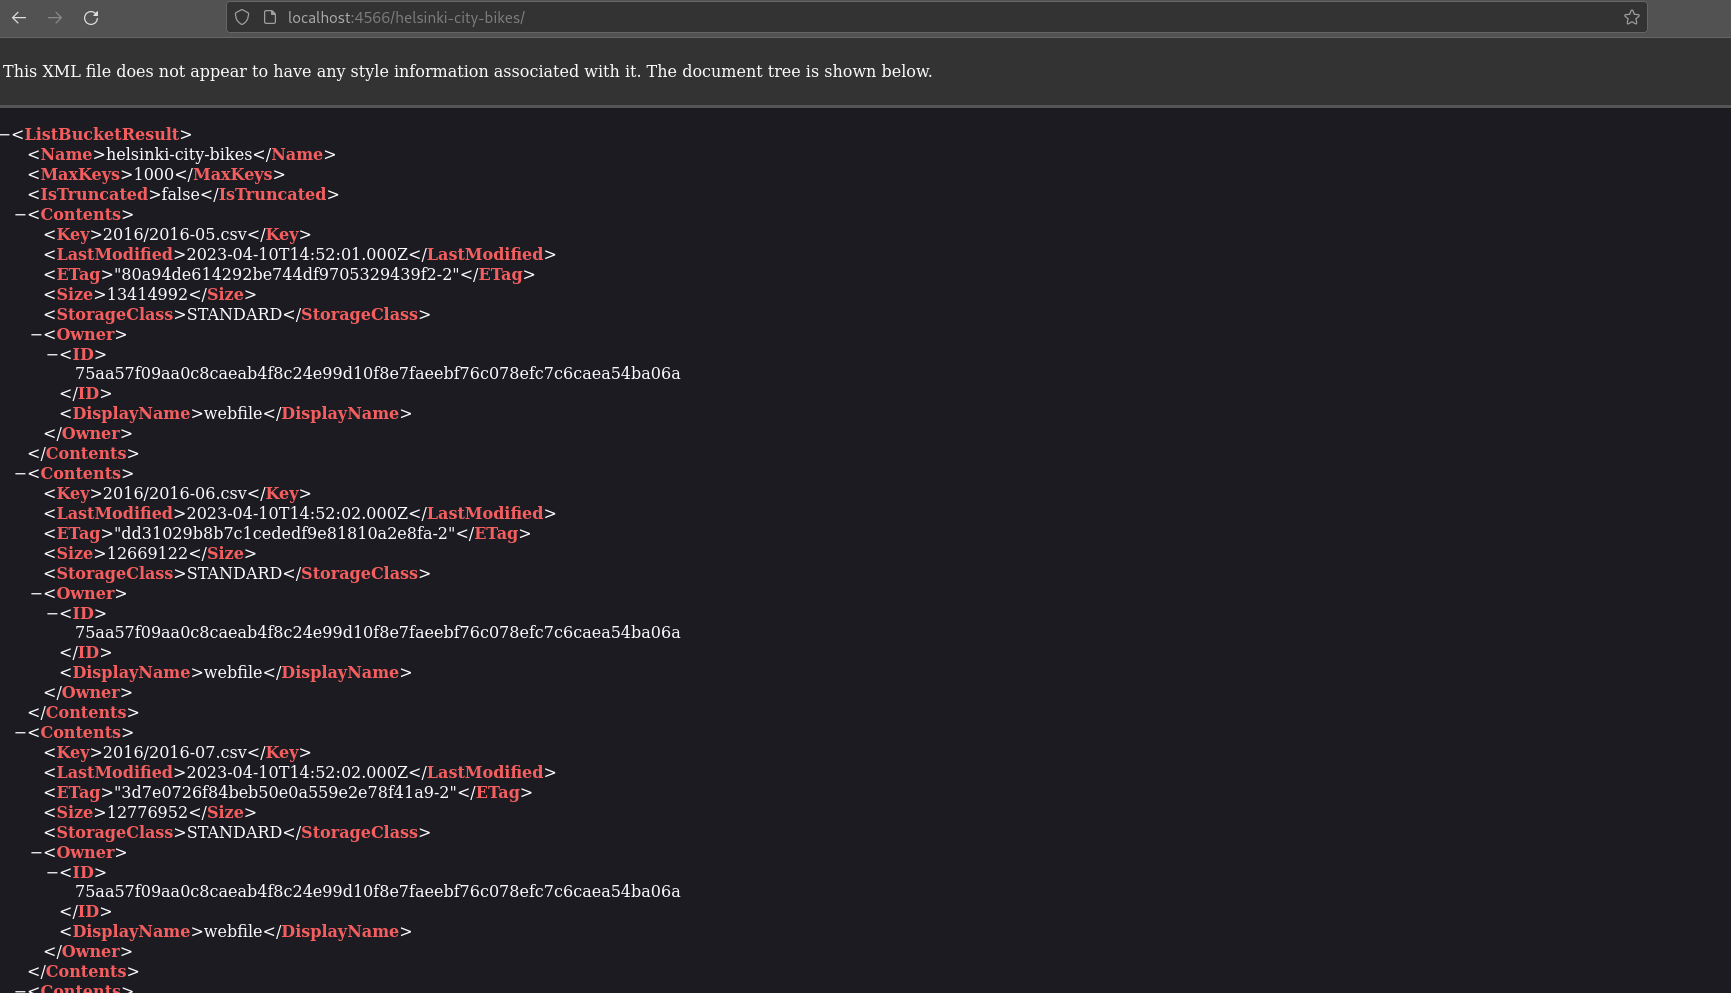 localhost:4566/helsinki-city-bikes/
This XML file does not appear to have any style information associated with it. The document tree is shown below.
−<ListBucketResult>
<Name>helsinki-city-bikes</Name>
<MaxKeys>1000</MaxKeys>
<IsTruncated>false</IsTruncated>
−<Contents>
<Key>2016/2016-05.csv</Key>
<LastModified>2023-04-10T14:52:01.000Z</LastModified>
<ETag>"80a94de614292be744df9705329439f2-2"</ETag>
<Size>13414992</Size>
<StorageClass>STANDARD</StorageClass>
−<Owner>
−<ID>
75aa57f09aa0c8caeab4f8c24e99d10f8e7faeebf76c078efc7c6caea54ba06a
</ID>
<DisplayName>webfile</DisplayName>
</Owner>
</Contents>
−<Contents>
<Key>2016/2016-06.csv</Key>
<LastModified>2023-04-10T14:52:02.000Z</LastModified>
<ETag>"dd31029b8b7c1cededf9e81810a2e8fa-2"</ETag>
<Size>12669122</Size>
<StorageClass>STANDARD</StorageClass>
−<Owner>
−<ID>
75aa57f09aa0c8caeab4f8c24e99d10f8e7faeebf76c078efc7c6caea54ba06a
</ID>
<DisplayName>webfile</DisplayName>
</Owner>
</Contents>
−<Contents>
<Key>2016/2016-07.csv</Key>
<LastModified>2023-04-10T14:52:02.000Z</LastModified>
<ETag>"3d7e0726f84beb50e0a559e2e78f41a9-2"</ETag>
<Size>12776952</Size>
<StorageClass>STANDARD</StorageClass>
−<Owner>
−<ID>
75aa57f09aa0c8caeab4f8c24e99d10f8e7faeebf76c078efc7c6caea54ba06a
</ID>
<DisplayName>webfile</DisplayName>
</Owner>
</Contents>
−<Contents>